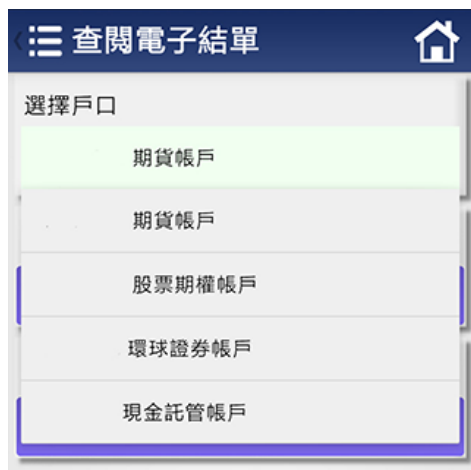 查閱電子結單
選擇戶口
期貨帳戶
期貨帳戶
股票期權帳戶
環球證券帳戶
現金託管帳戶